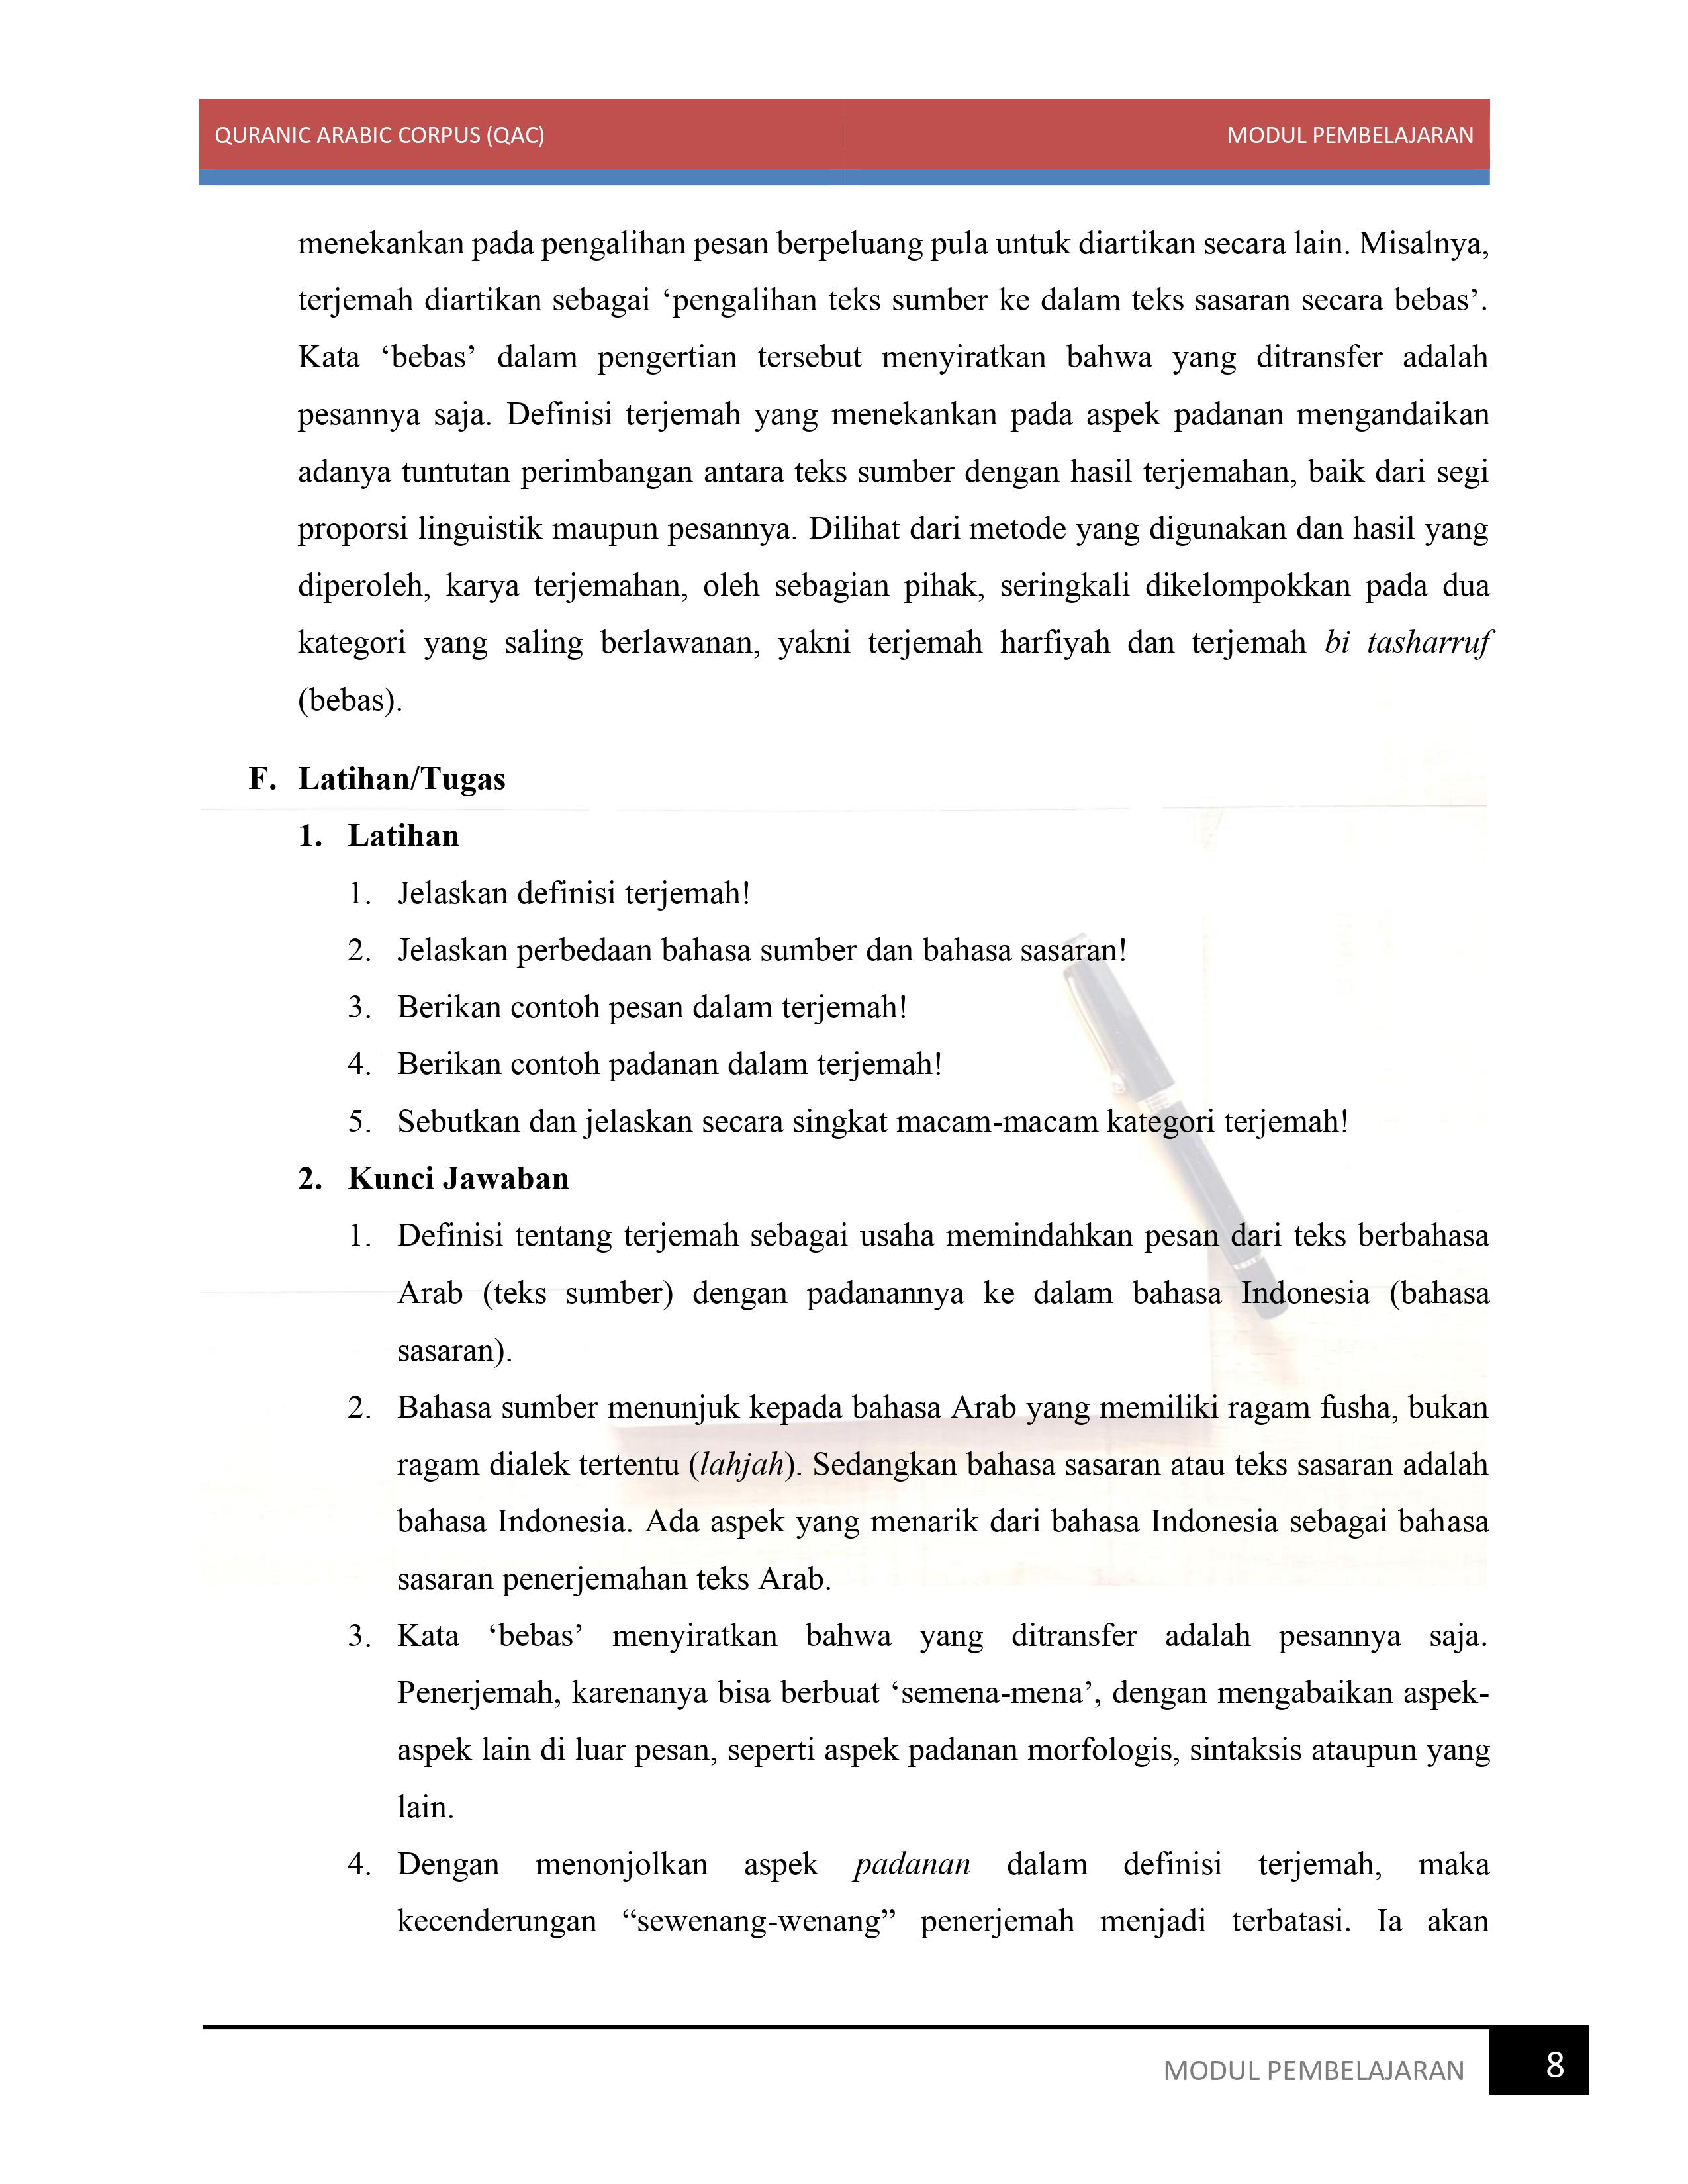 QURANIC ARABIC CORPUS (QAC) MODUL PEMBELAJARAN
menekankan pada pengalihan pesan berpeluang pula untuk diartikan secara lain. Misalnya,
terjemah diartikan sebagai ‘pengalihan teks sumber ke dalam teks sasaran secara bebas’.
Kata ‘bebas’ dalam pengertian tersebut menyiratkan bahwa yang ditransfer adalah
pesannya saja. Definisi terjemah yang menekankan pada aspek padanan mengandaikan
adanya tuntutan perimbangan antara teks sumber dengan hasil terjemahan, baik dari segi
proporsi linguistik maupun pesannya. Dilihat dari metode yang digunakan dan hasil yang
diperoleh, karya terjemahan, oleh sebagian pihak, seringkali dikelompokkan pada dua
kategori yang saling berlawanan, yakni terjemah harfiyah dan terjemah bi tasharruf
(bebas).
F. Latihan/Tugas
1. Latihan
1. Jelaskan definisi terjemah!
2. Jelaskan perbedaan bahasa sumber dan bahasa sasaran!
3. Berikan contoh pesan dalam terjemah!
4. Berikan contoh padanan dalam terjemah!
5. Sebutkan dan jelaskan secara singkat macam-macam kategori terjemah!
2. Kunci Jawaban
1. Definisi tentang terjemah sebagai usaha memindahkan pesan dari teks berbahasa
Arab (teks sumber) dengan padanannya ke dalam bahasa Indonesia (bahasa
sasaran).
2. Bahasa sumber menunjuk kepada bahasa Arab yang memiliki ragam fusha, bukan
ragam dialek tertentu (lahjah). Sedangkan bahasa sasaran atau teks sasaran adalah
bahasa Indonesia. Ada aspek yang menarik dari bahasa Indonesia sebagai bahasa
sasaran penerjemahan teks Arab.
3. Kata ‘bebas’ menyiratkan bahwa yang ditransfer adalah pesannya saja.
Penerjemah, karenanya bisa berbuat ‘semena-mena’, dengan mengabaikan aspek-
aspek lain di luar pesan, seperti aspek padanan morfologis, sintaksis ataupun yang
lain.
4. Dengan menonjolkan aspek padanan dalam definisi terjemah, maka
kecenderungan “sewenang-wenang” penerjemah menjadi terbatasi. Ia akan
MODUL PEMBELAJARAN 8